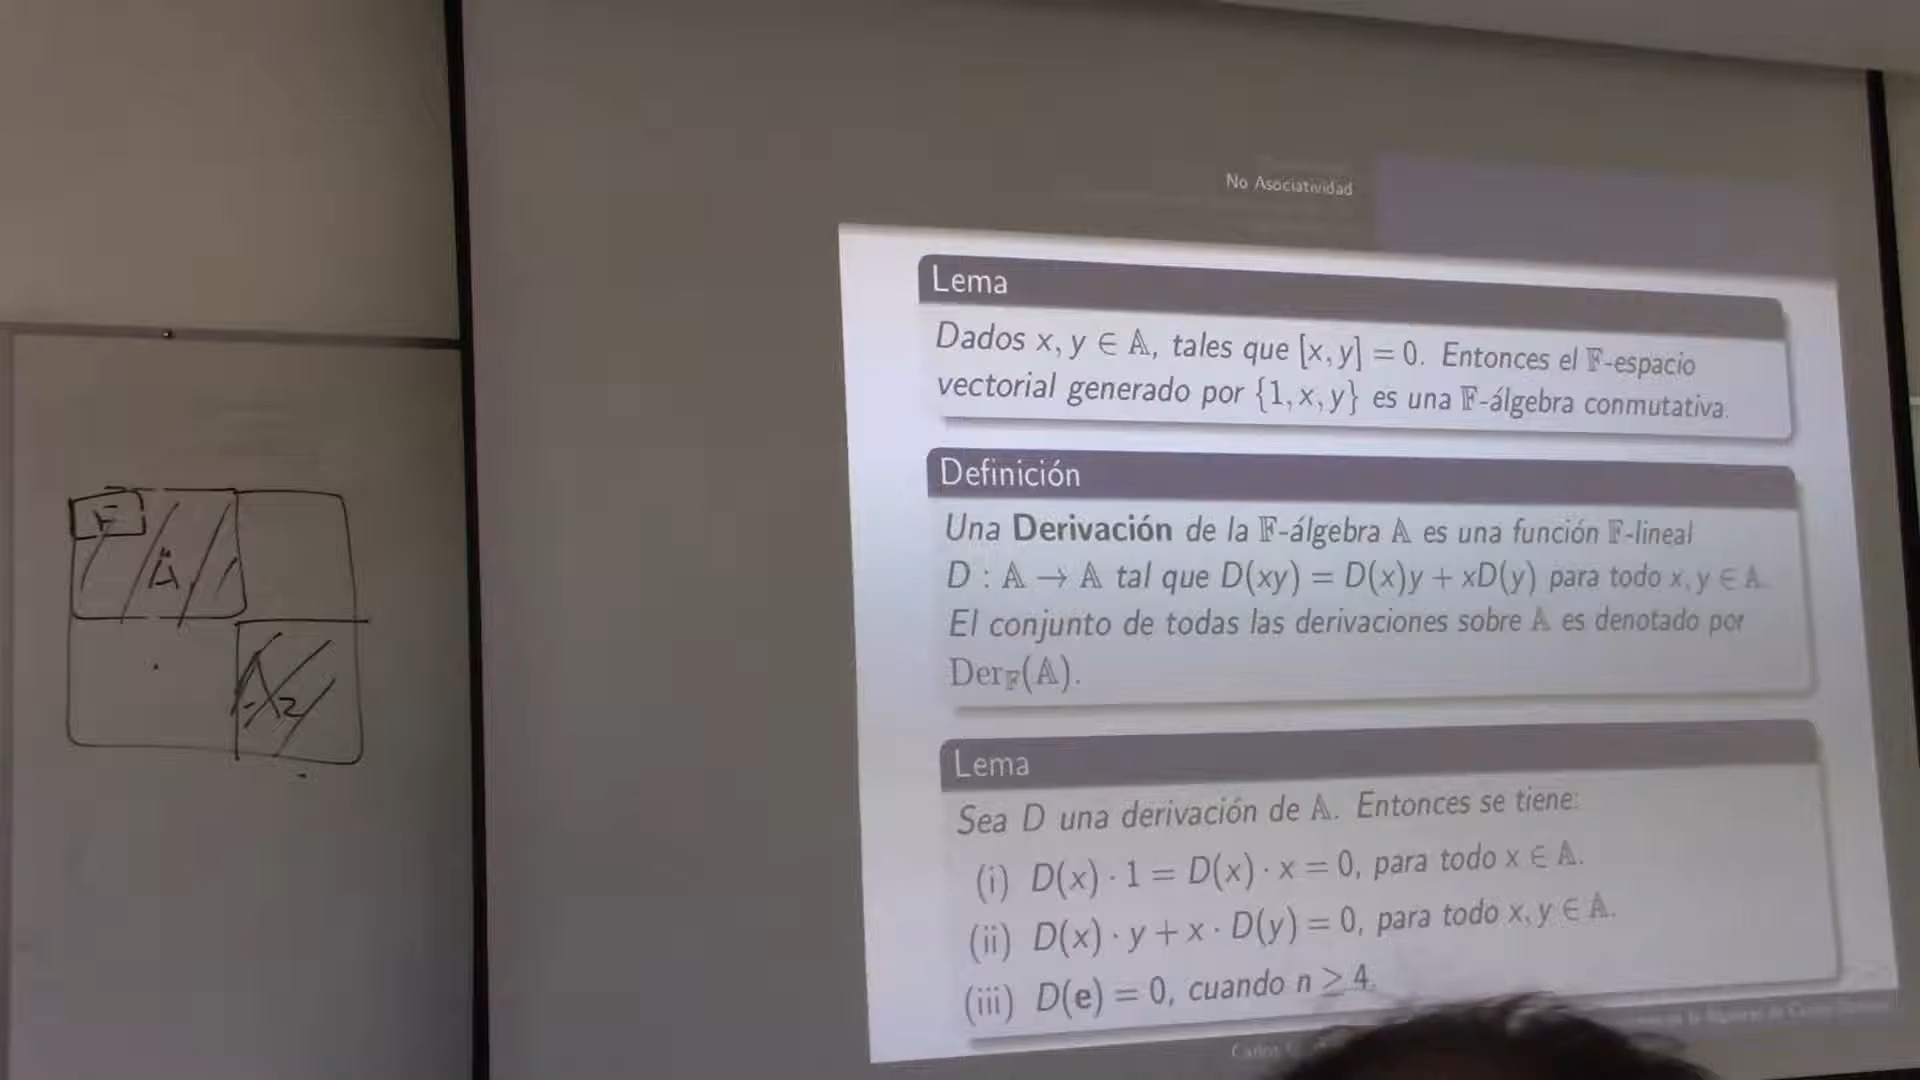 No Asociatividad
Lema
Dados x, y ∈ 𝔸, tales que [x, y] = 0. Entonces el 𝔽-espacio
vectorial generado por {1, x, y} es una 𝔽-álgebra conmutativa.
Definición
Una Derivación de la 𝔽-álgebra 𝔸 es una función 𝔽-lineal
D : 𝔸 → 𝔸 tal que D(xy) = D(x)y + xD(y) para todo x, y ∈ 𝔸.
El conjunto de todas las derivaciones sobre 𝔸 es denotado por
Der𝔽(𝔸).
Lema
Sea D una derivación de 𝔸. Entonces se tiene:
(i) D(x) · 1 = D(x) · x = 0, para todo x ∈ 𝔸.
(ii) D(x) · y + x · D(y) = 0, para todo x, y ∈ 𝔸.
(iii) D(e) = 0, cuando n ≥ 4.
Carlos
F
A